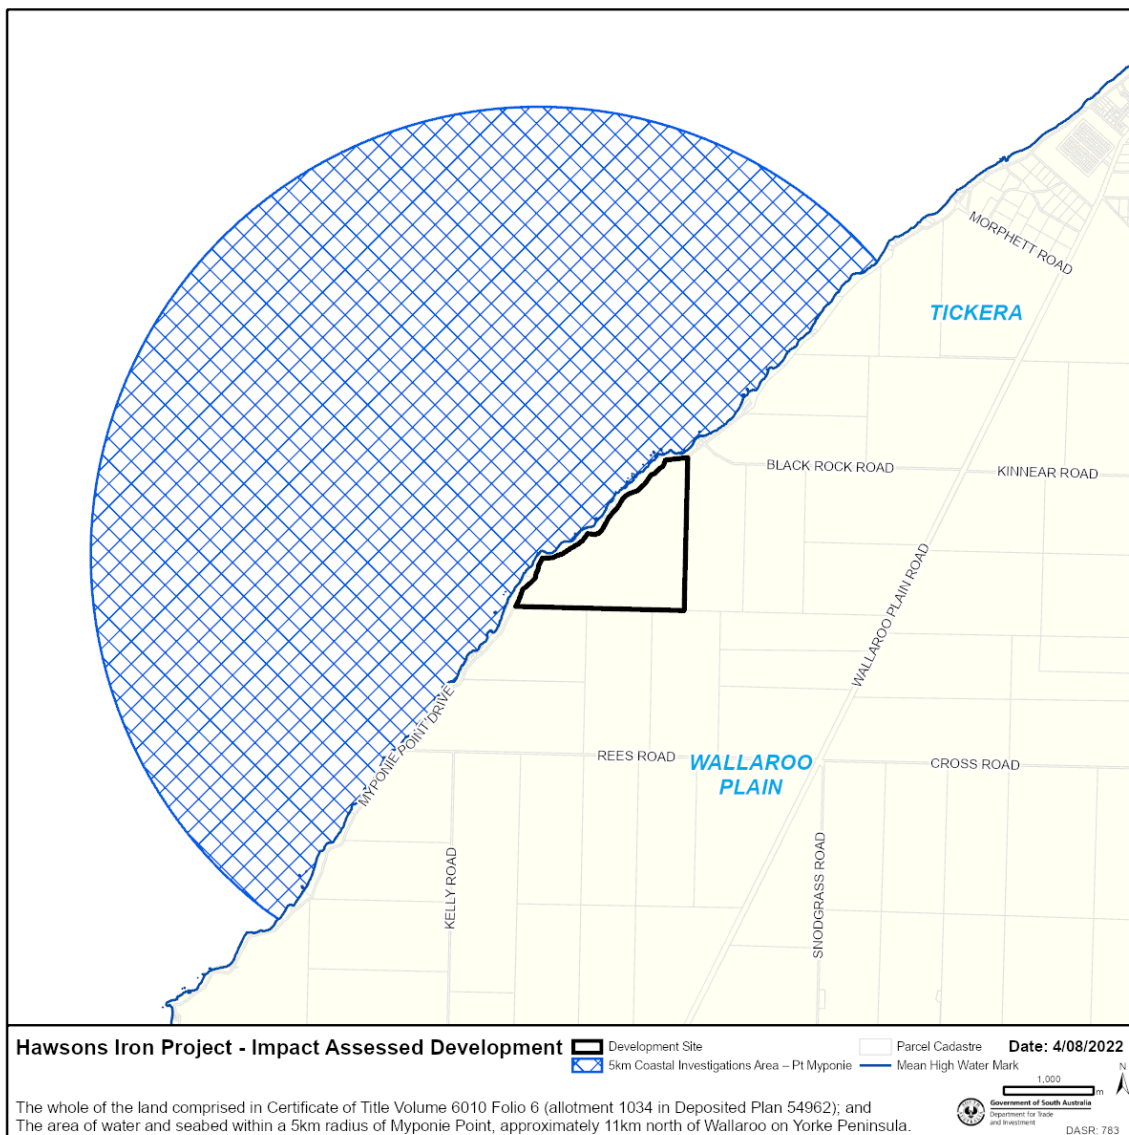 MORPHETT ROAD
TICKERA
BLACK ROCK ROAD
KINNEAR ROAD
WALLAROO PLAIN ROAD
MYPONIE POINT DRIVE
REES ROAD
WALLAROO
PLAIN
CROSS ROAD
KELLY ROAD
SNODGRASS ROAD
Hawsons Iron Project - Impact Assessed Development
Development Site
5km Coastal Investigations Area – Pt Myponie
Parcel Cadastre
Mean High Water Mark
Date: 4/08/2022
1,000
m
N
The whole of the land comprised in Certificate of Title Volume 6010 Folio 6 (allotment 1034 in Deposited Plan 54962); and
The area of water and seabed within a 5km radius of Myponie Point, approximately 11km north of Wallaroo on Yorke Peninsula.
Government of South Australia
Department for Trade
and Investment
DASR: 783